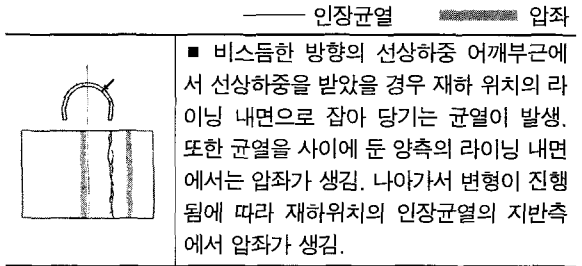 인장균열 압좌
■ 비스듬한 방향의 선상하중 어깨부근에
서 선상하중을 받았을 경우 재하 위치의 라
이닝 내면으로 잡아 당기는 균열이 발생.
또한 균열을 사이에 둔 양측의 라이닝 내면
에서는 압좌가 생김. 나아가서 변형이 진행
됨에 따라 재하위치의 인장균열의 지반측
에서 압좌가 생김.